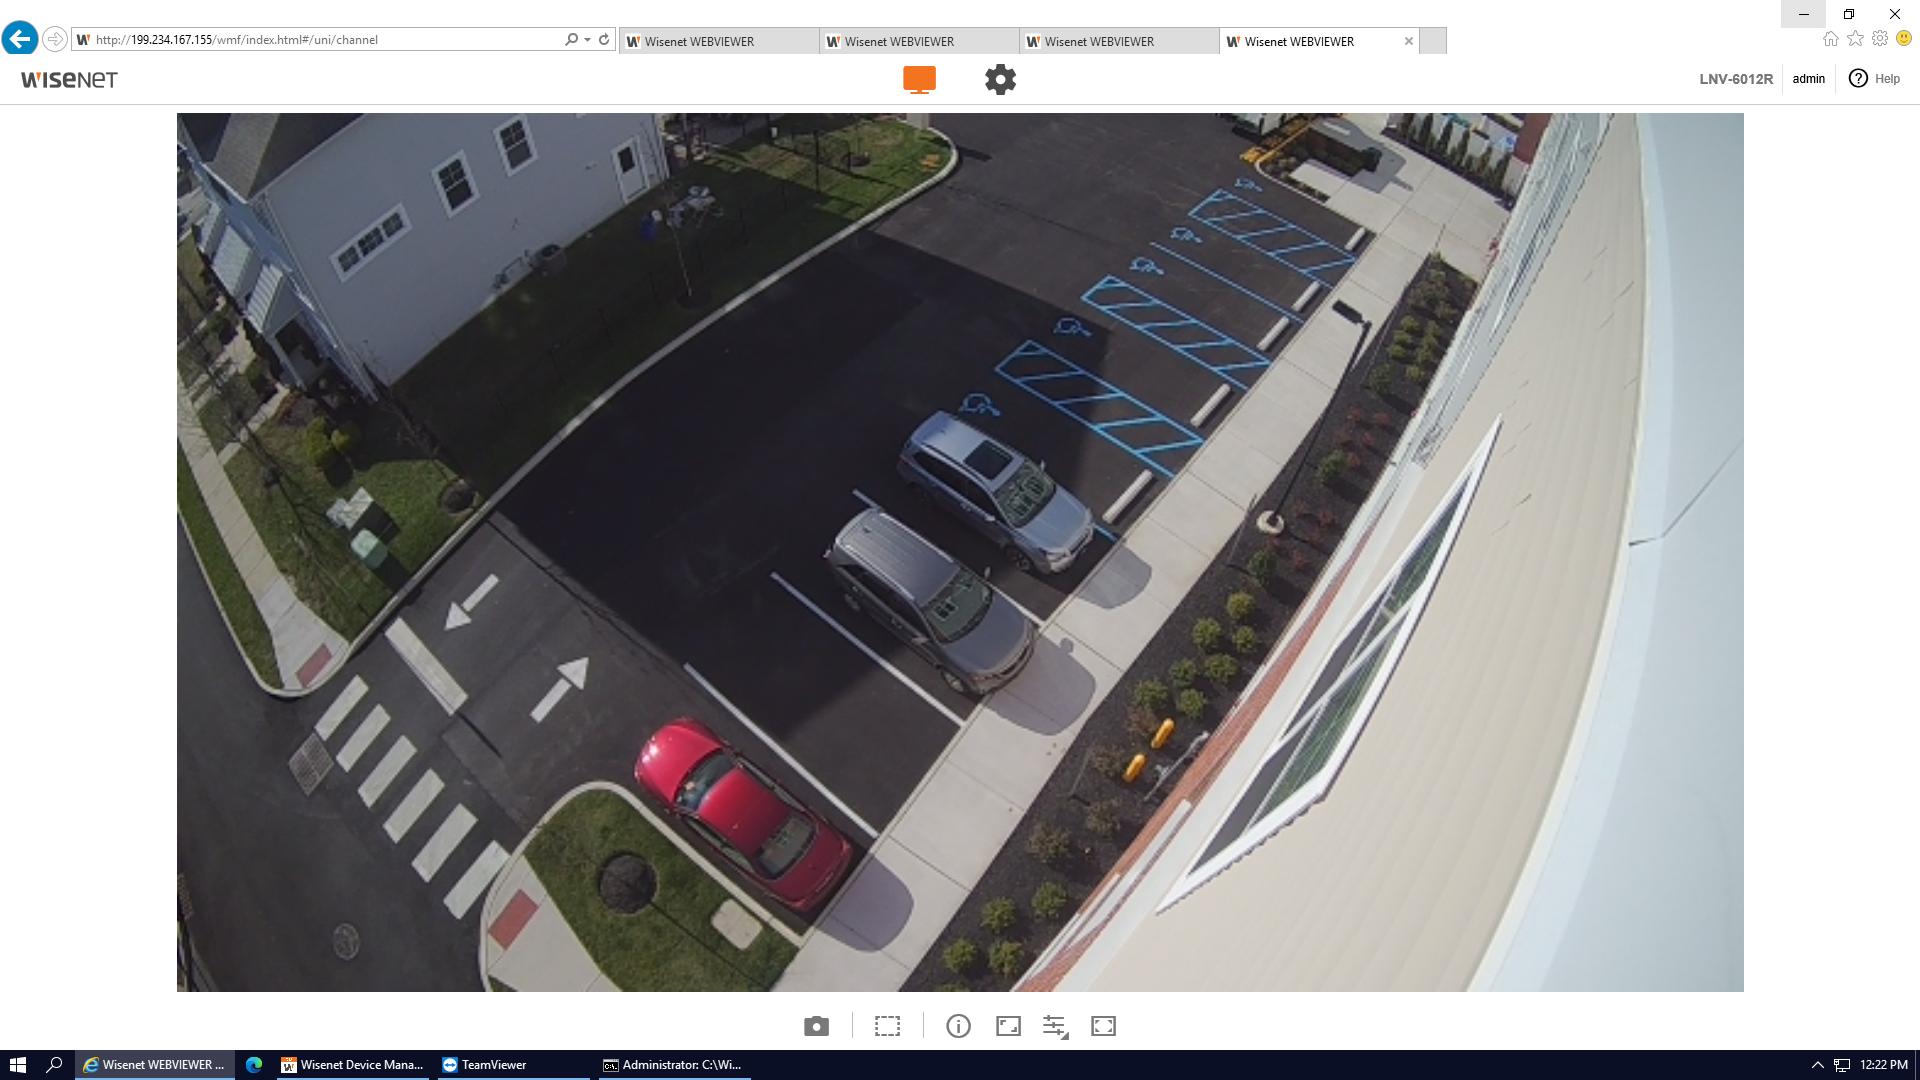 http://199.234.167.155/wmf/index.html#/uni/channel
Wisenet WEBVIEWER
Wisenet WEBVIEWER
Wisenet WEBVIEWER
Wisenet WEBVIEWER
WISENET
LNV-6012R
admin
? Help
Wisenet WEBVIEWER ...
Wisenet Device Mana...
TeamViewer
Administrator: C:\Wi...
12:22 PM